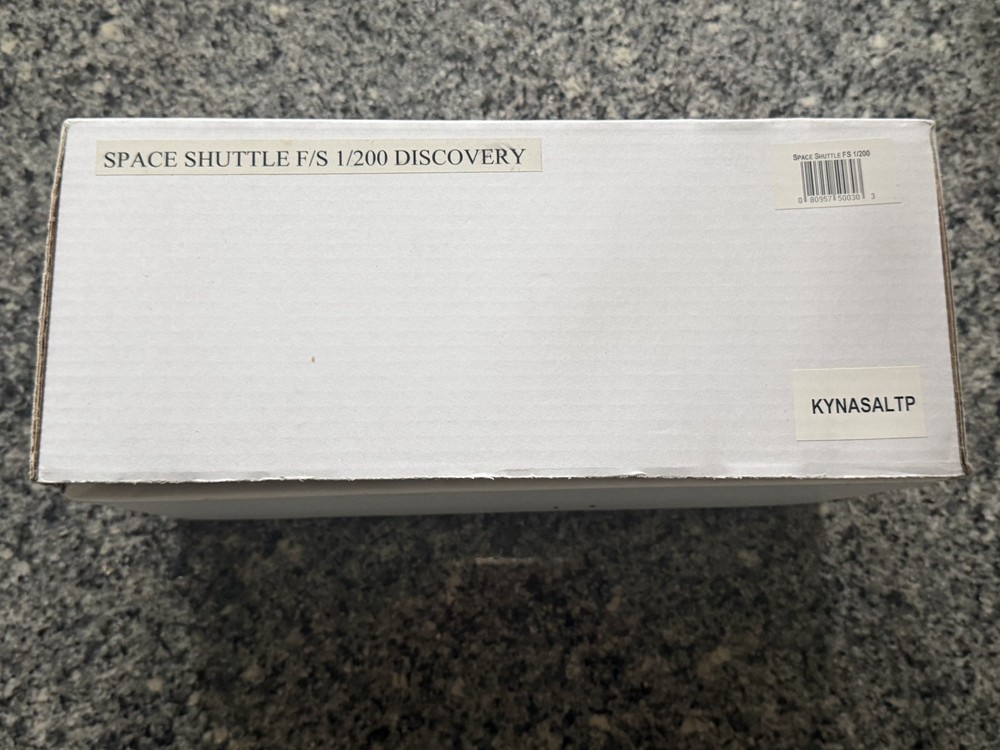 SPACE SHUTTLE F/S 1/200 DISCOVERY
SPACE SHUTTLE FS 1/200
0 80957 50030 3
KYNASALTP